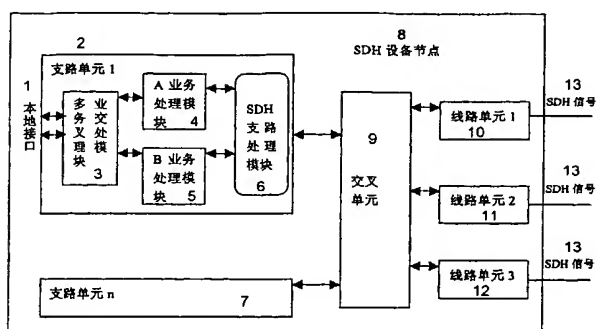 8
SDH 设备节点
2
支路单元 1
1
本地接口
多业
务交
叉处
理模
块
3
A 业务
处理模
块
4
B 业务
处理模
块
5
SDH
支路
处理
模块
6
9
交叉
单元
线路单元 1
10
13
SDH 信号
线路单元 2
11
13
SDH 信号
线路单元 3
12
13
SDH 信号
支路单元 n
7